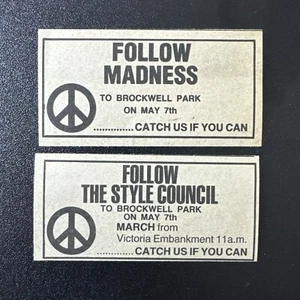 FOLLOW
MADNESS
TO BROCKWELL PARK
ON MAY 7th
..............CATCH US IF YOU CAN
FOLLOW
THE STYLE COUNCIL
TO BROCKWELL PARK
ON MAY 7th
MARCH from
Victoria Embankment 11a.m.
..............CATCH US IF YOU CAN